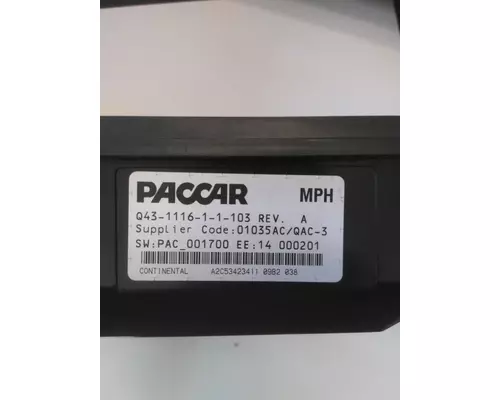 PACCAR MPH
Q43-1116-1-1-103 REV. A
Supplier Code:01035AC/QAC-3
SW:PAC_001700 EE:14 000201
CONTINENTAL A2C53423411 0982 038